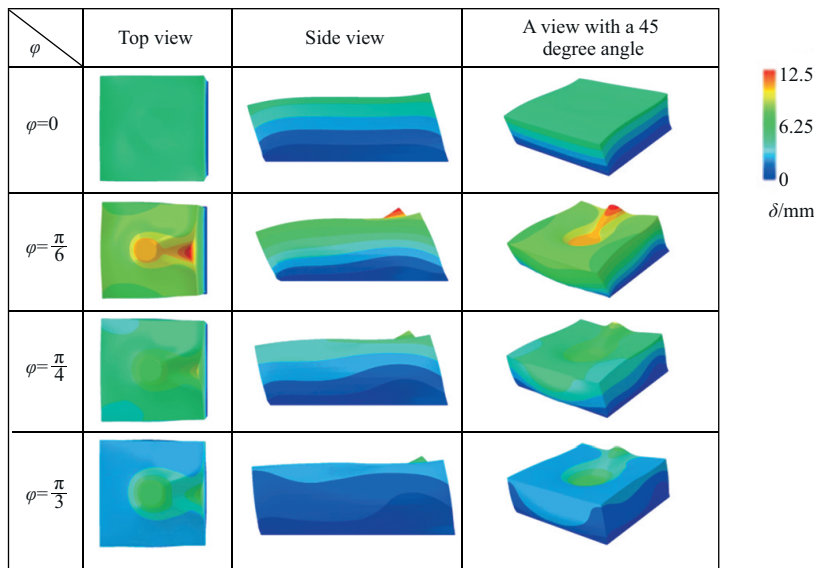 φ
Top view
Side view
A view with a 45
degree angle
φ=0
φ=π/6
φ=π/4
φ=π/3
12.5
6.25
0
δ/mm